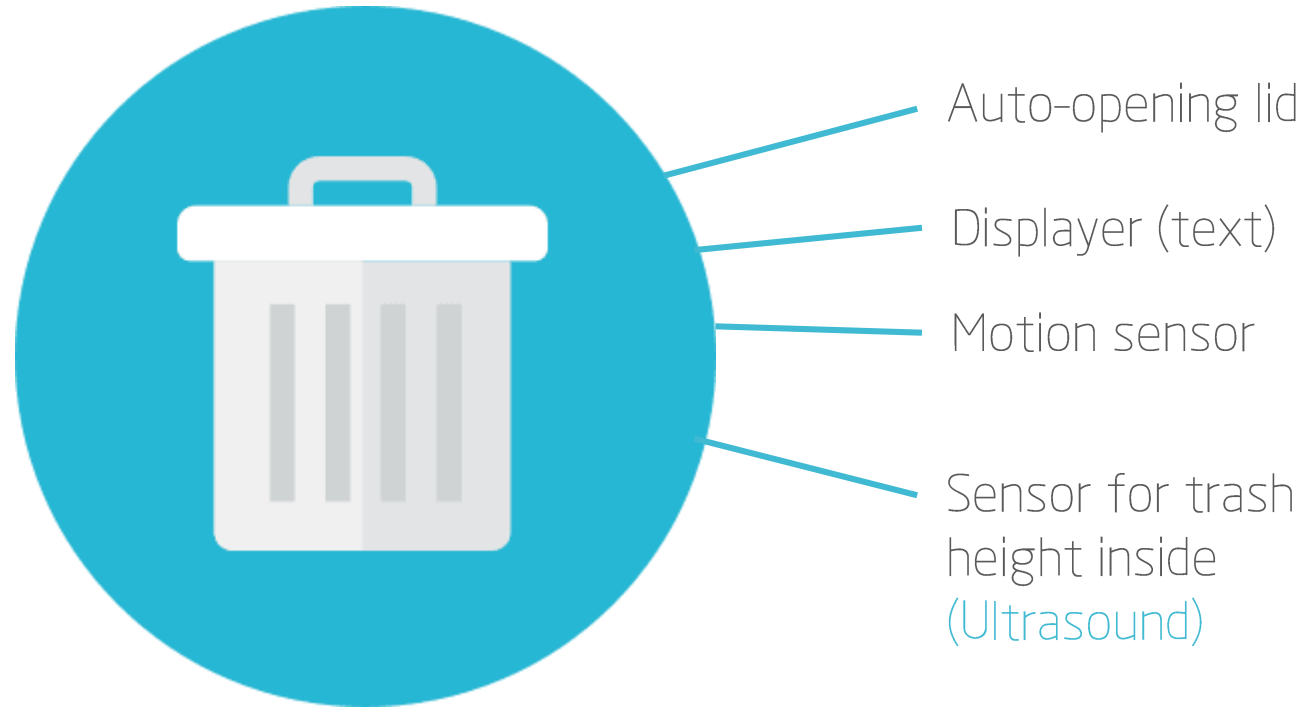 Auto-opening lid
Displayer (text)
Motion sensor
Sensor for trash
height inside
(Ultrasound)